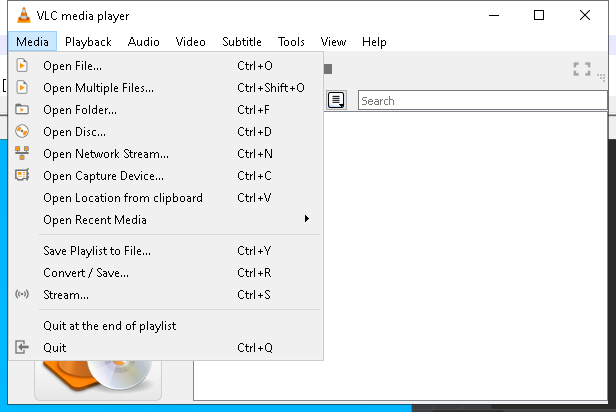 VLC media player
Media Playback Audio Video Subtitle Tools View Help
Open File... Ctrl+O
Open Multiple Files... Ctrl+Shift+O
Open Folder... Ctrl+F
Open Disc... Ctrl+D
Open Network Stream... Ctrl+N
Open Capture Device... Ctrl+C
Open Location from clipboard Ctrl+V
Open Recent Media
Save Playlist to File... Ctrl+Y
Convert / Save... Ctrl+R
Stream... Ctrl+S
Quit at the end of playlist
Quit Ctrl+Q
Search